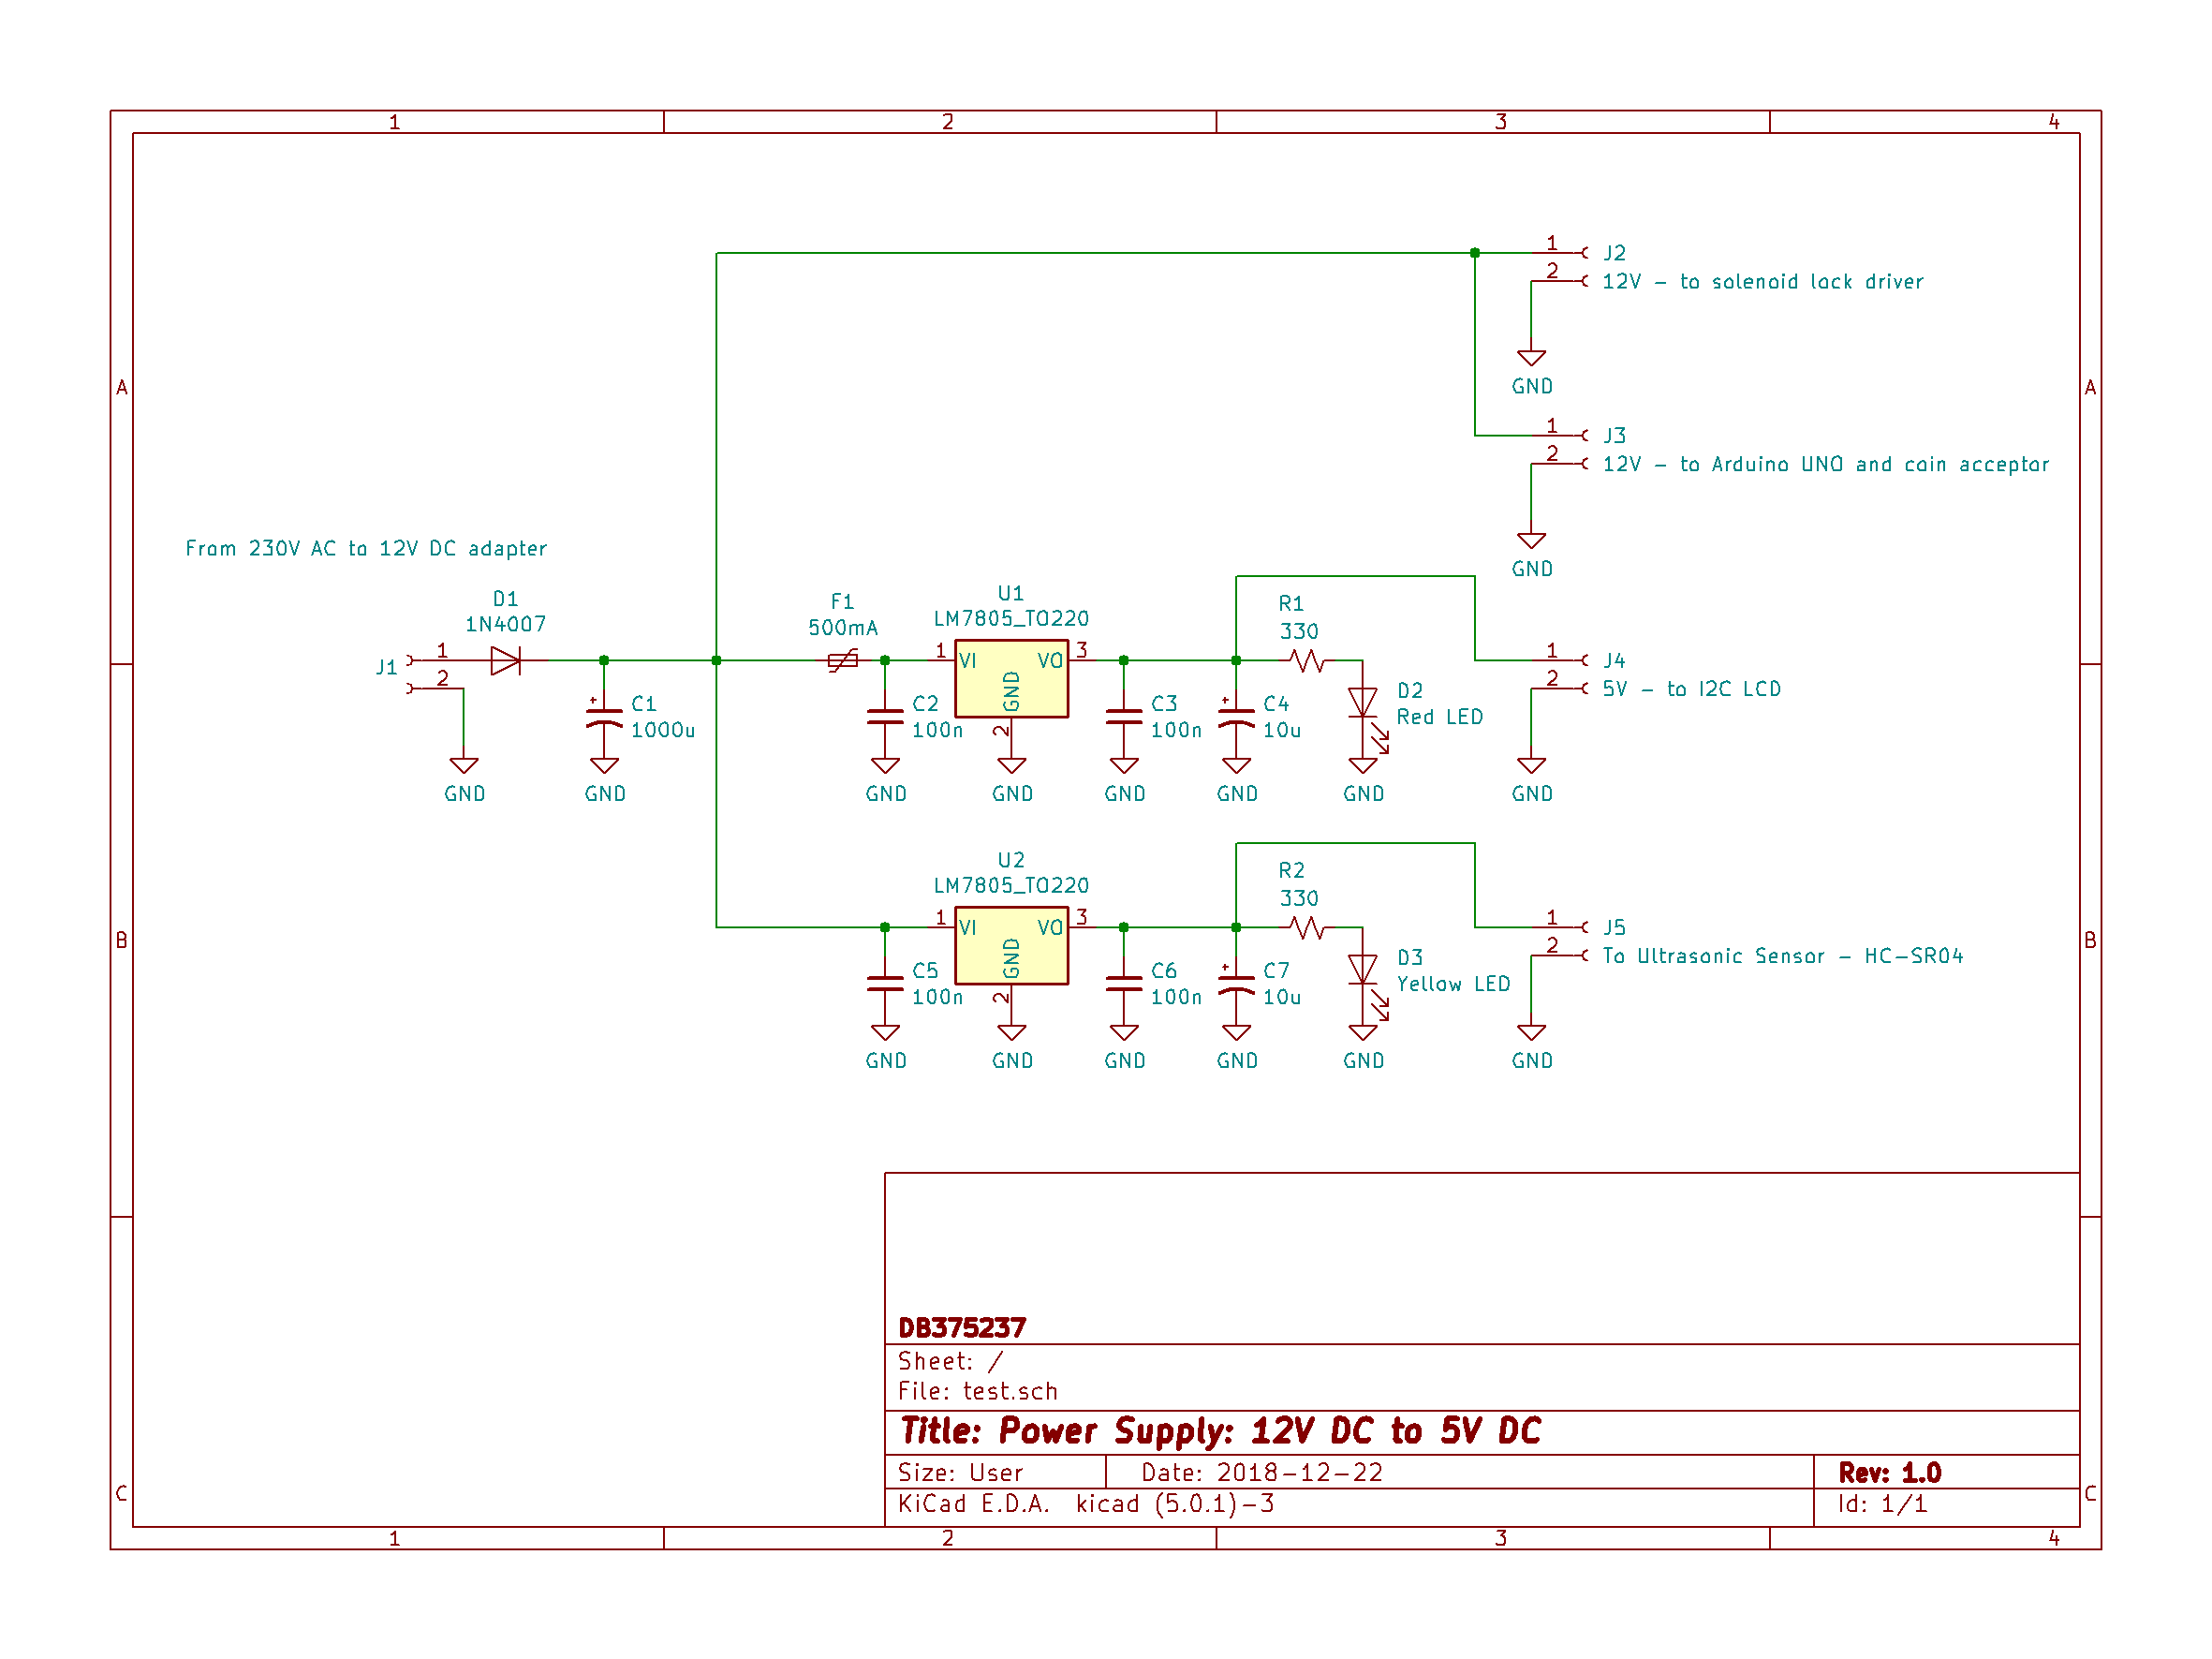 1 2 3 4
A A
B B
C C
1 J2
2 12V - to solenoid lock driver
GND
1 J3
2 12V - to Arduino UNO and coin acceptor
GND
From 230V AC to 12V DC adapter
D1
1N4007
J1 1
2
GND
+ C1
1000u
GND
F1
500mA
C2
100n
GND
U1
LM7805_TO220
1 VI VO 3
GND
2
GND
C3
100n
GND
+ C4
10u
GND
R1
330
D2
Red LED
GND
1 J4
2 5V - to I2C LCD
GND
C5
100n
GND
U2
LM7805_TO220
1 VI VO 3
GND
2
GND
C6
100n
GND
+ C7
10u
GND
R2
330
D3
Yellow LED
GND
1 J5
2 To Ultrasonic Sensor - HC-SR04
GND
DB375237
Sheet: /
File: test.sch
Title: Power Supply: 12V DC to 5V DC
Size: User Date: 2018-12-22 Rev: 1.0
KiCad E.D.A. kicad (5.0.1)-3 Id: 1/1
1 2 3 4